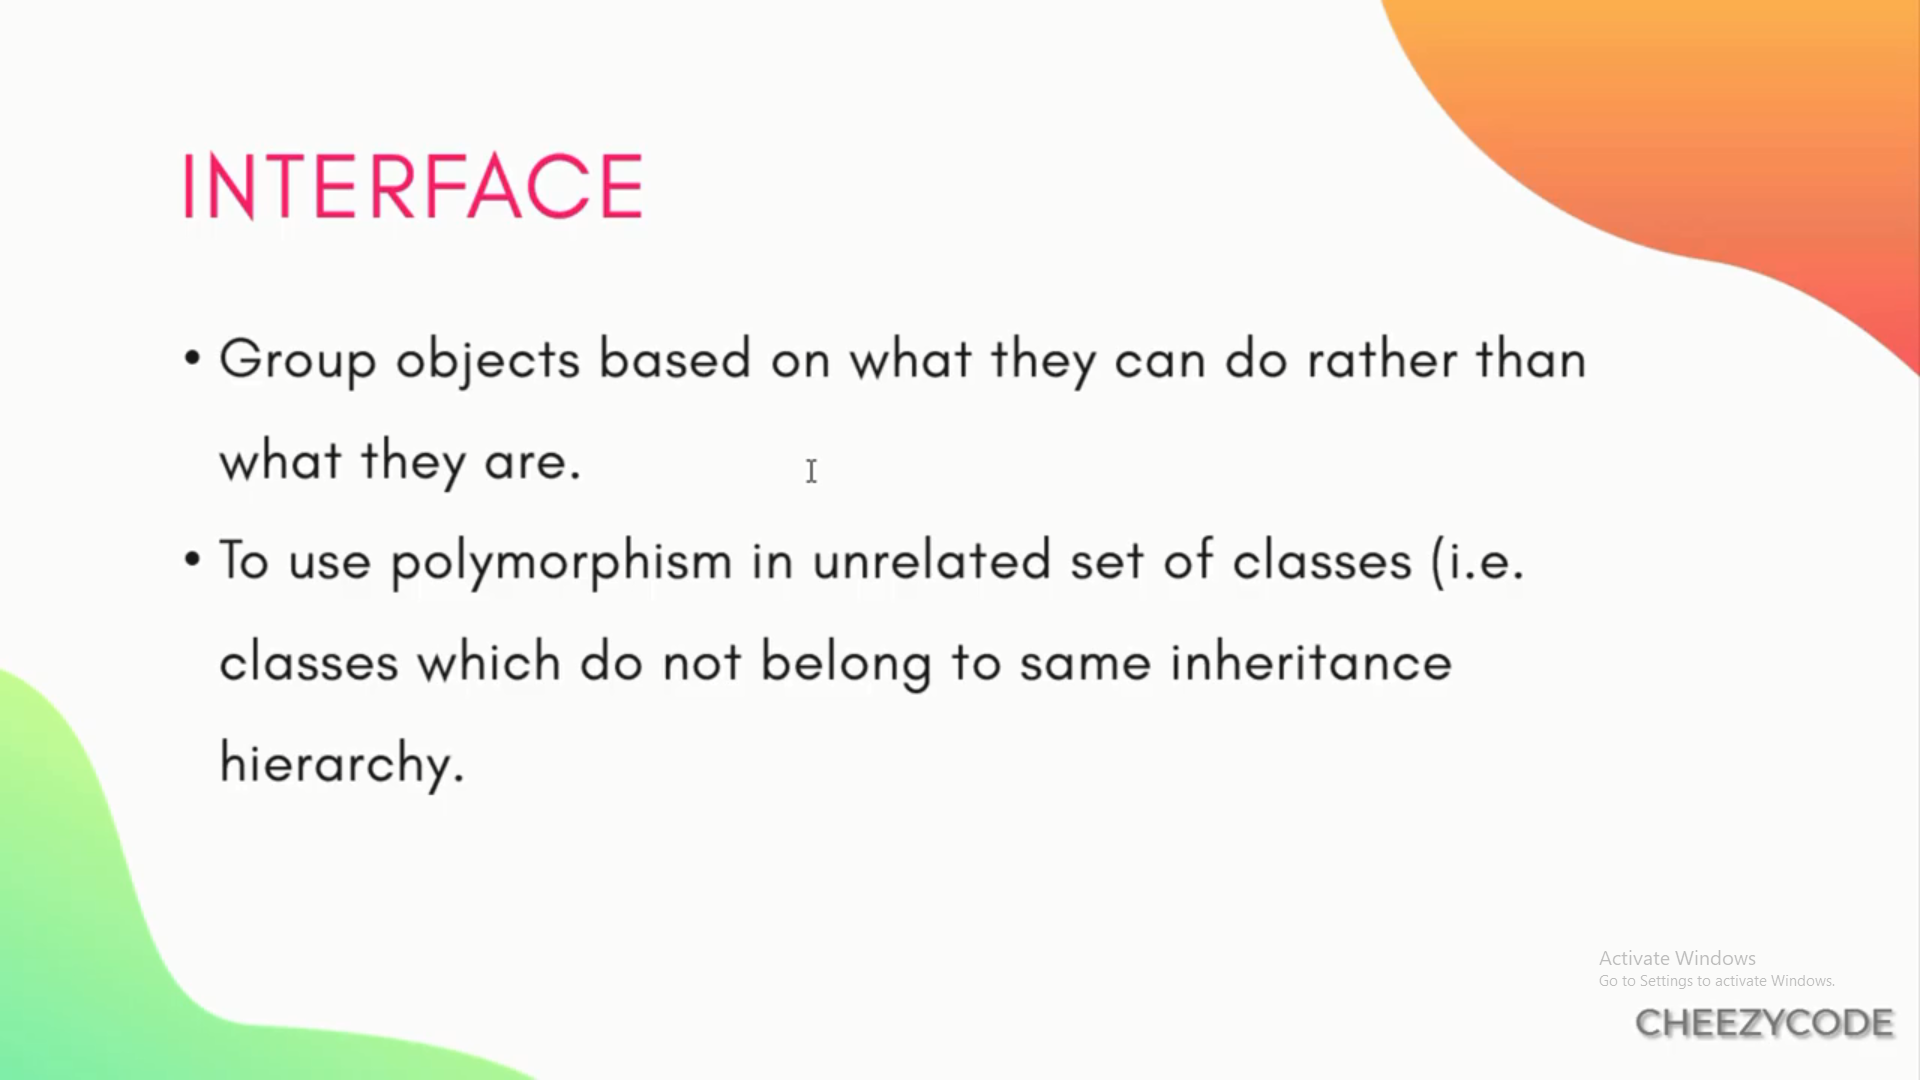 INTERFACE
• Group objects based on what they can do rather than
what they are.
• To use polymorphism in unrelated set of classes (i.e.
classes which do not belong to same inheritance
hierarchy.
Activate Windows
Go to Settings to activate Windows.
CHEEZYCODE